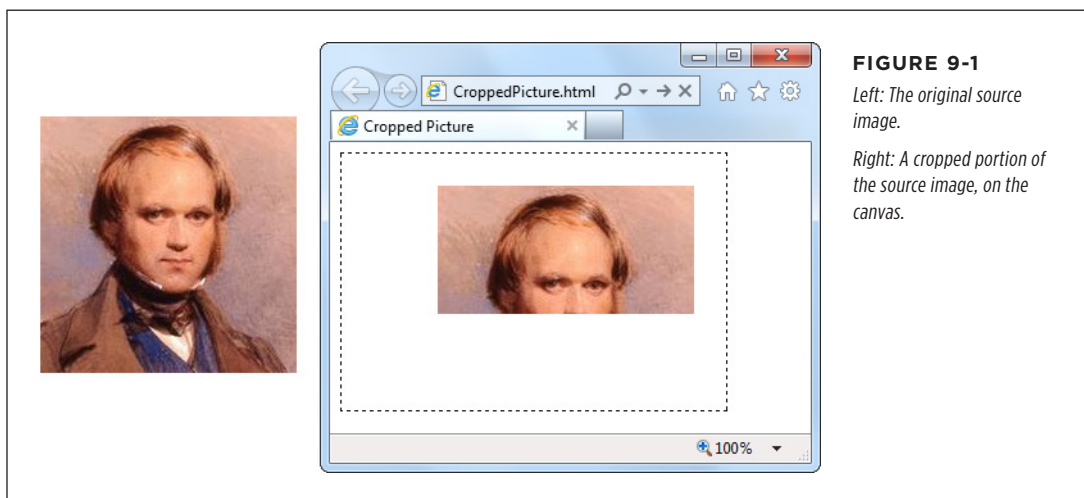 CroppedPicture.html
Cropped Picture
100%
FIGURE 9-1
Left: The original source
image.
Right: A cropped portion of
the source image, on the
canvas.